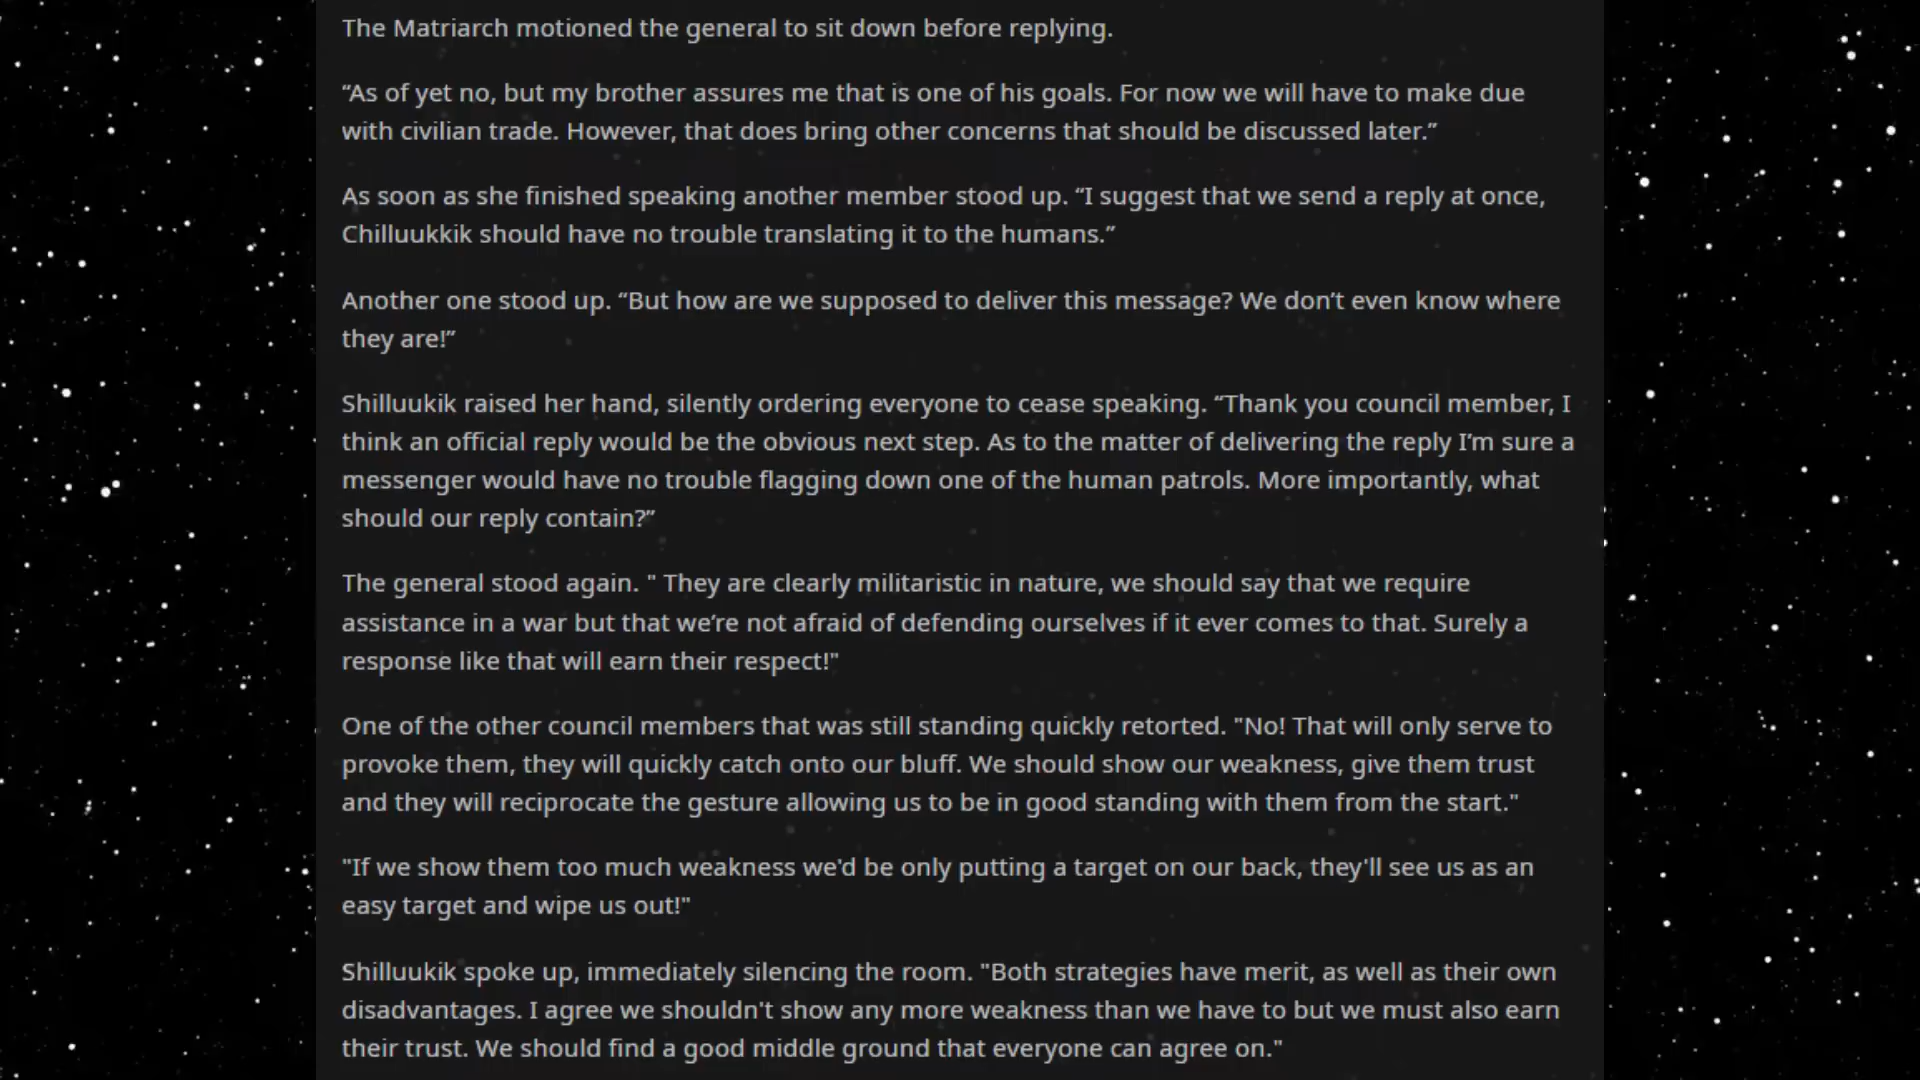 The Matriarch motioned the general to sit down before replying.
“As of yet no, but my brother assures me that is one of his goals. For now we will have to make due
with civilian trade. However, that does bring other concerns that should be discussed later.”
As soon as she finished speaking another member stood up. “I suggest that we send a reply at once,
Chilluukkik should have no trouble translating it to the humans.”
Another one stood up. “But how are we supposed to deliver this message? We don’t even know where
they are!”
Shilluukik raised her hand, silently ordering everyone to cease speaking. “Thank you council member, I
think an official reply would be the obvious next step. As to the matter of delivering the reply I’m sure a
messenger would have no trouble flagging down one of the human patrols. More importantly, what
should our reply contain?”
The general stood again. " They are clearly militaristic in nature, we should say that we require
assistance in a war but that we’re not afraid of defending ourselves if it ever comes to that. Surely a
response like that will earn their respect!"
One of the other council members that was still standing quickly retorted. "No! That will only serve to
provoke them, they will quickly catch onto our bluff. We should show our weakness, give them trust
and they will reciprocate the gesture allowing us to be in good standing with them from the start."
"If we show them too much weakness we'd be only putting a target on our back, they'll see us as an
easy target and wipe us out!"
Shilluukik spoke up, immediately silencing the room. "Both strategies have merit, as well as their own
disadvantages. I agree we shouldn't show any more weakness than we have to but we must also earn
their trust. We should find a good middle ground that everyone can agree on."